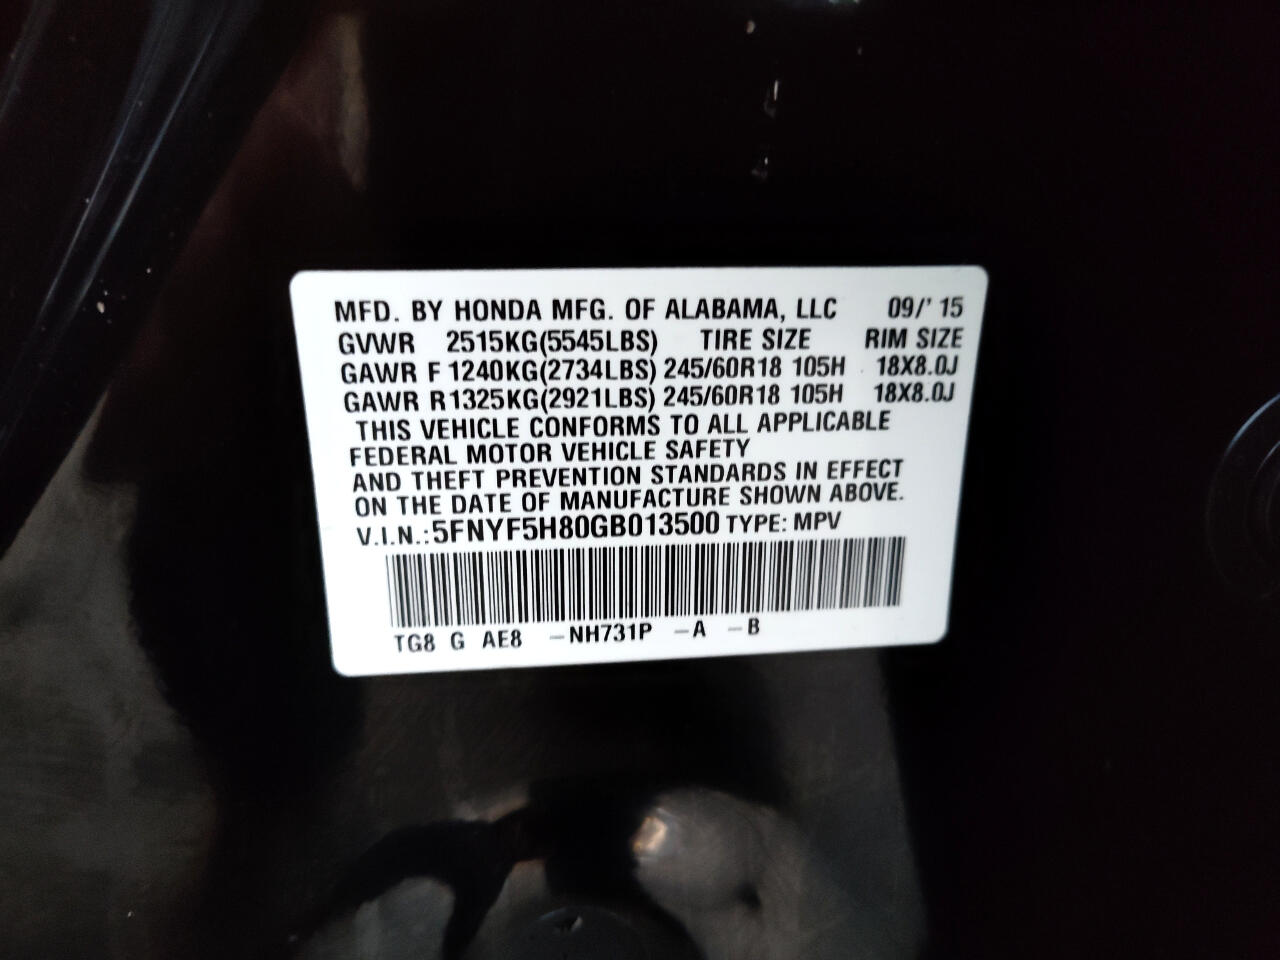 MFD. BY HONDA MFG. OF ALABAMA, LLC 09/'15
GVWR 2515KG(5545LBS) TIRE SIZE RIM SIZE
GAWR F 1240KG(2734LBS) 245/60R18 105H 18X8.0J
GAWR R1325KG(2921LBS) 245/60R18 105H 18X8.0J
THIS VEHICLE CONFORMS TO ALL APPLICABLE
FEDERAL MOTOR VEHICLE SAFETY
AND THEFT PREVENTION STANDARDS IN EFFECT
ON THE DATE OF MANUFACTURE SHOWN ABOVE.
V.I.N.:5FNYF5H80GB013500 TYPE: MPV
TG8 G AE8 -NH731P -A -B